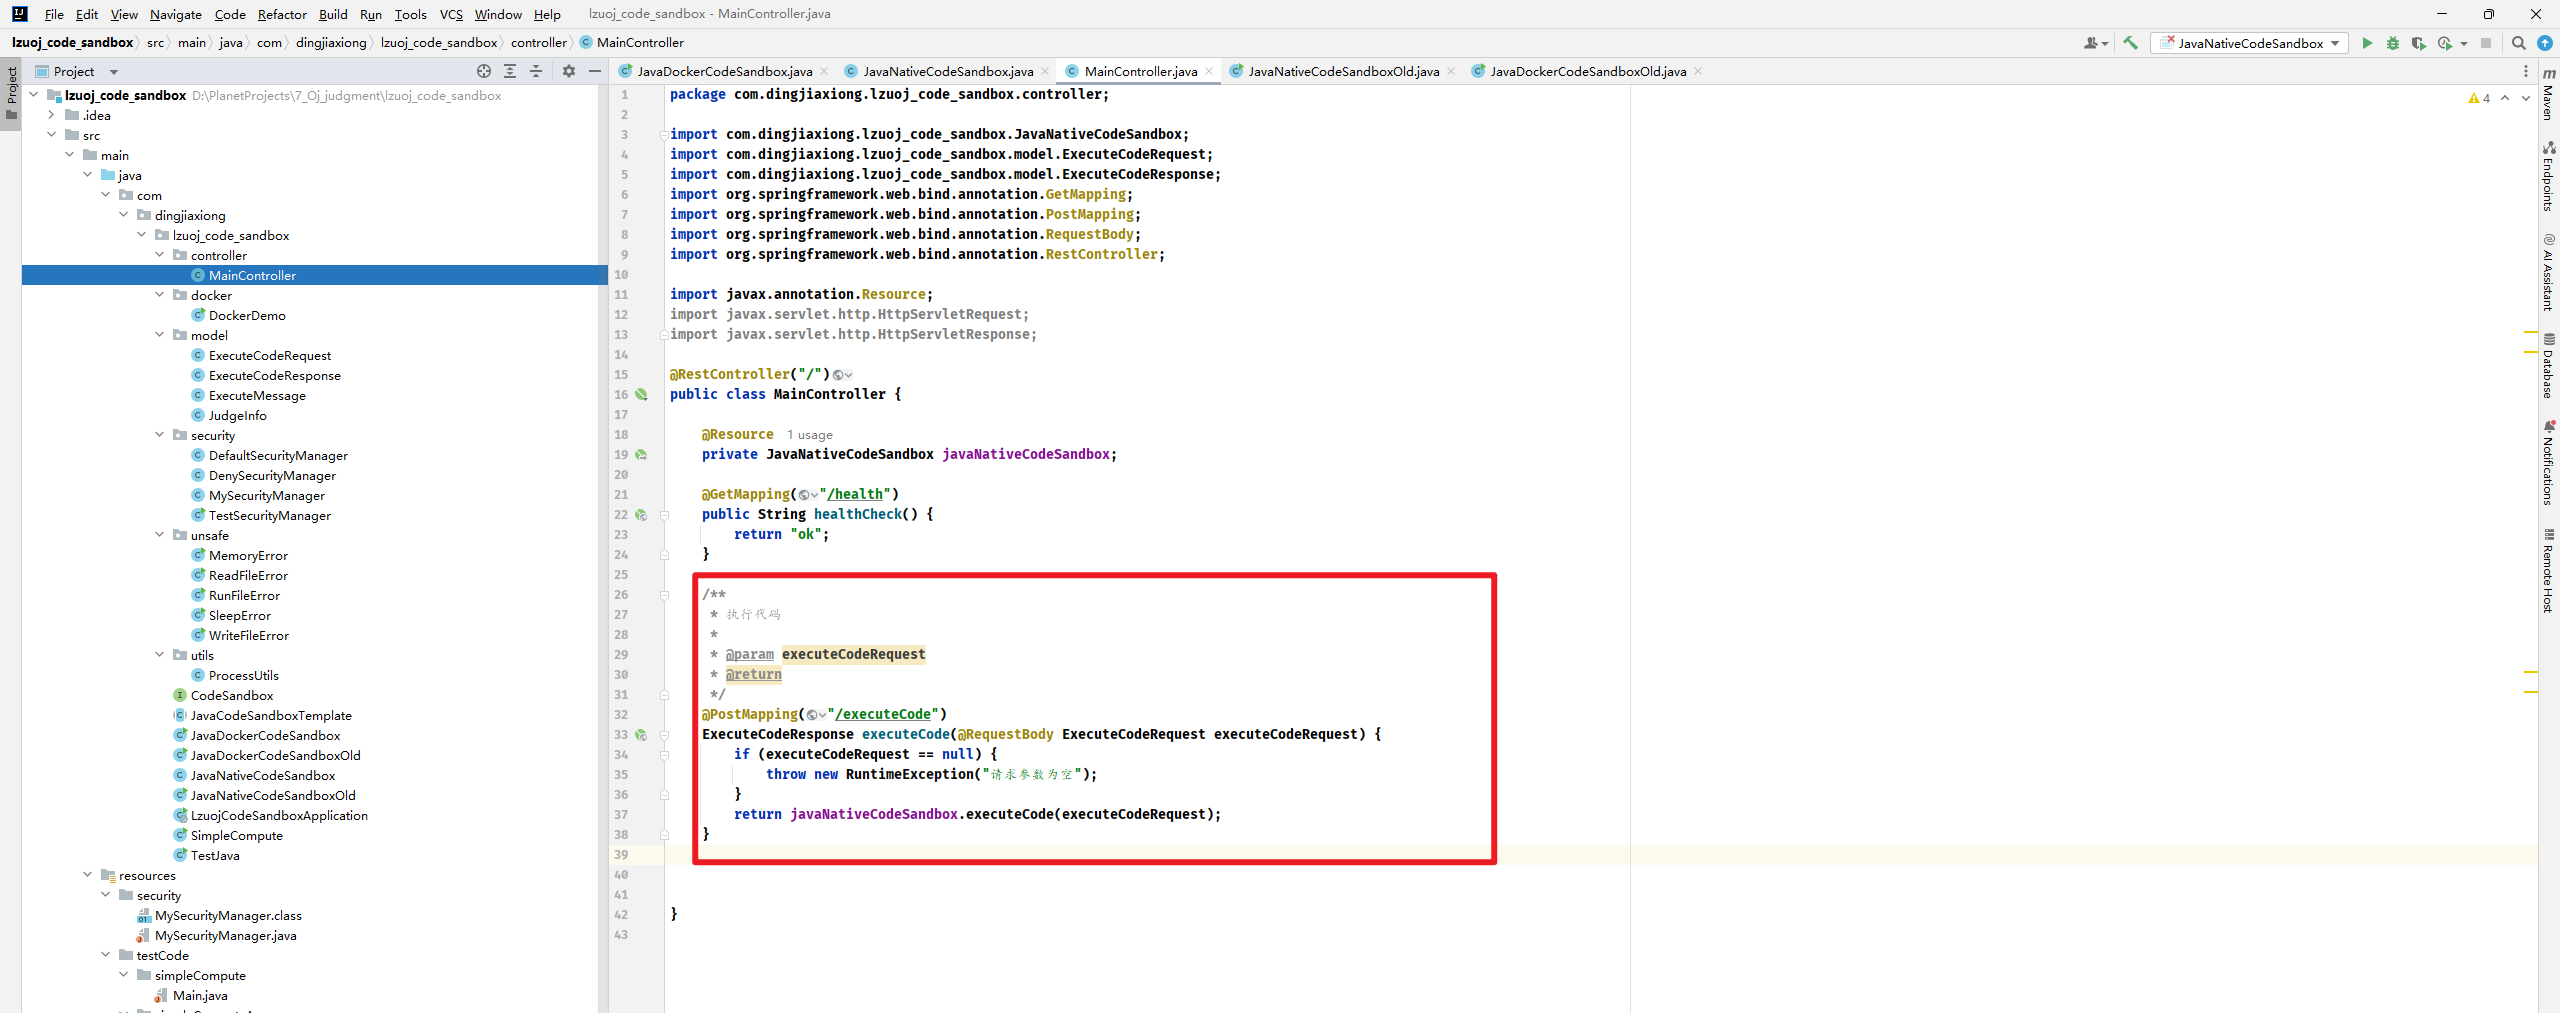 File Edit View Navigate Code Refactor Build Run Tools VCS Window Help lzuoj_code_sandbox - MainController.java
lzuoj_code_sandbox src main java com dingjiaxiong lzuoj_code_sandbox controller MainController
JavaNativeCodeSandbox
Project
JavaDockerCodeSandbox.java JavaNativeCodeSandbox.java MainController.java JavaNativeCodeSandboxOld.java JavaDockerCodeSandboxOld.java
Project
lzuoj_code_sandbox D:\PlanetProjects\7_Oj_judgment\lzuoj_code_sandbox
.idea
src
main
java
com
dingjiaxiong
lzuoj_code_sandbox
controller
MainController
docker
DockerDemo
model
ExecuteCodeRequest
ExecuteCodeResponse
ExecuteMessage
JudgeInfo
security
DefaultSecurityManager
DenySecurityManager
MySecurityManager
TestSecurityManager
unsafe
MemoryError
ReadFileError
RunFileError
SleepError
WriteFileError
utils
ProcessUtils
CodeSandbox
JavaCodeSandboxTemplate
JavaDockerCodeSandbox
JavaDockerCodeSandboxOld
JavaNativeCodeSandbox
JavaNativeCodeSandboxOld
LzuojCodeSandboxApplication
SimpleCompute
TestJava
resources
security
MySecurityManager.class
MySecurityManager.java
testCode
simpleCompute
Main.java
1 package com.dingjiaxiong.lzuoj_code_sandbox.controller;
2
3 import com.dingjiaxiong.lzuoj_code_sandbox.JavaNativeCodeSandbox;
4 import com.dingjiaxiong.lzuoj_code_sandbox.model.ExecuteCodeRequest;
5 import com.dingjiaxiong.lzuoj_code_sandbox.model.ExecuteCodeResponse;
6 import org.springframework.web.bind.annotation.GetMapping;
7 import org.springframework.web.bind.annotation.PostMapping;
8 import org.springframework.web.bind.annotation.RequestBody;
9 import org.springframework.web.bind.annotation.RestController;
10
11 import javax.annotation.Resource;
12 import javax.servlet.http.HttpServletRequest;
13 import javax.servlet.http.HttpServletResponse;
14
15 @RestController("/")
16 public class MainController {
17
18 @Resource 1 usage
19 private JavaNativeCodeSandbox javaNativeCodeSandbox;
20
21 @GetMapping("/health")
22 public String healthCheck() {
23 return "ok";
24 }
25
26 /**
27 * 执行代码
28 *
29 * @param executeCodeRequest
30 * @return
31 */
32 @PostMapping("/executeCode")
33 ExecuteCodeResponse executeCode(@RequestBody ExecuteCodeRequest executeCodeRequest) {
34 if (executeCodeRequest == null) {
35 throw new RuntimeException("请求参数为空");
36 }
37 return javaNativeCodeSandbox.executeCode(executeCodeRequest);
38 }
39
40
41
42 }
43
4
Maven
Endpoints
AI Assistant
Database
Notifications
Remote Host